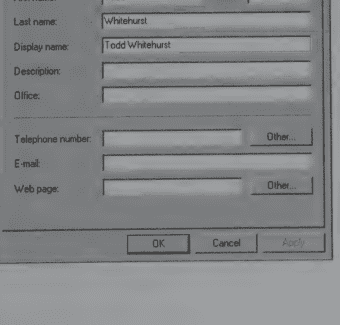 Last name: Whitehurst
Display name: Todd Whitehurst
Description:
Office:
Telephone number: Other...
E-mail:
Web page: Other...
OK Cancel Apply